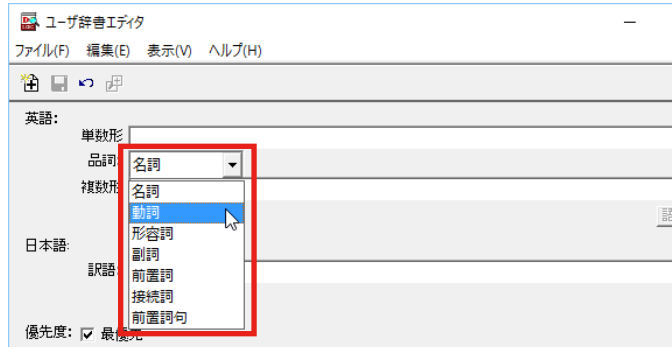 ユーザ辞書エディタ
ファイル(F) 編集(E) 表示(V) ヘルプ(H)
英語:
単数形
品詞: 名詞
複数形
名詞
動詞
形容詞
副詞
前置詞
接続詞
前置詞句
日本語:
訳語:
優先度: 最優先